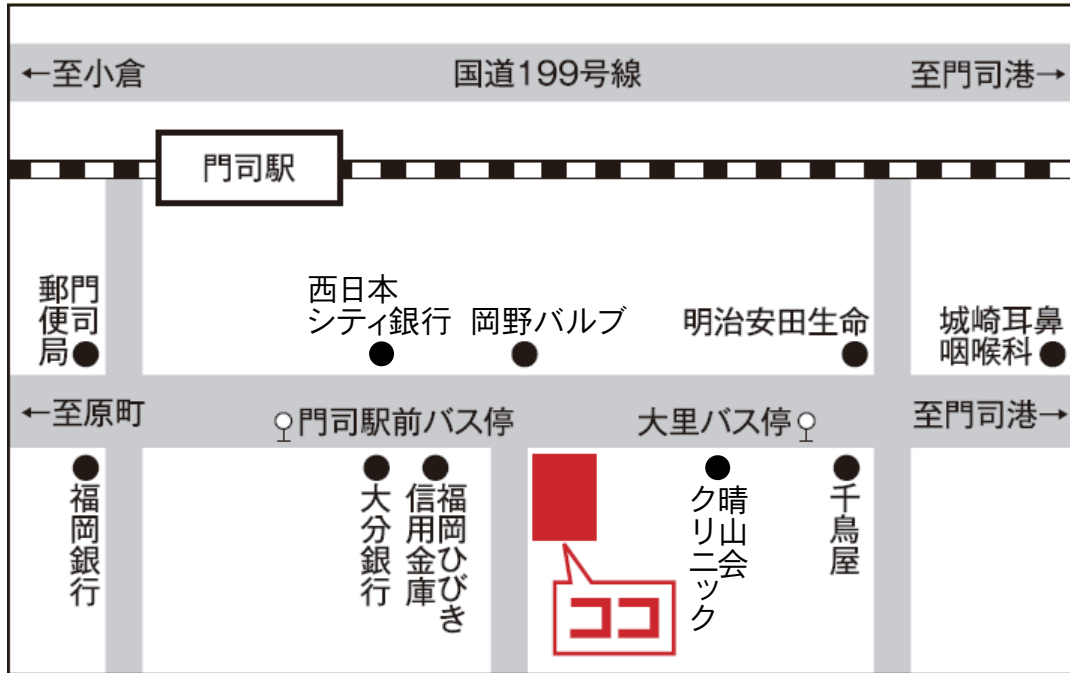 ←至小倉
国道199号線
至門司港→
門司駅
門司
郵便局
西日本
シティ銀行
岡野バルブ
明治安田生命
城崎耳鼻
咽喉科
←至原町
門司駅前バス停
大里バス停
至門司港→
福岡銀行
大分銀行
福岡ひびき
信用金庫
ココ
晴山会
クリニック
千鳥屋